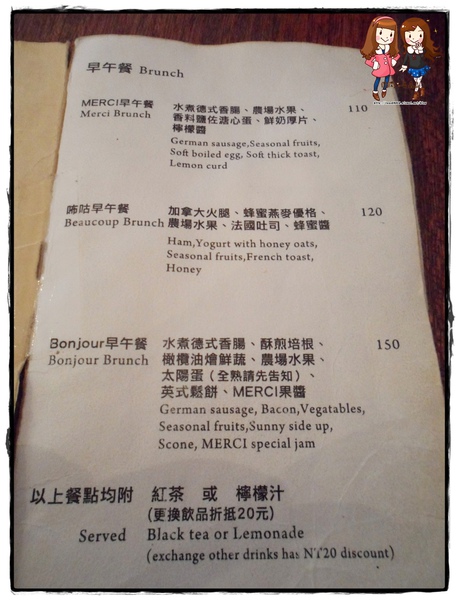 早午餐 Brunch
MERCI早午餐 水煮德式香腸、農場水果、 110
Merci Brunch 香料鹽佐溏心蛋、鮮奶厚片、
檸檬醬
German sausage,Seasonal fruits,
Soft boiled egg, Soft thick toast,
Lemon curd
咘咕早午餐 加拿大火腿、蜂蜜燕麥優格、 120
Beaucoup Brunch 農場水果、法國吐司、蜂蜜醬
Ham,Yogurt with honey oats,
Seasonal fruits,French toast,
Honey
Bonjour早午餐 水煮德式香腸、酥煎培根、 150
Bonjour Brunch 橄欖油燴鮮蔬、農場水果、
太陽蛋(全熟請先告知)、
英式鬆餅、MERCI果醬
German sausage, Bacon,Vegatables,
Seasonal fruits,Sunny side up,
Scone, MERCI special jam
以上餐點均附 紅茶 或 檸檬汁
(更換飲品折抵20元)
Served Black tea or Lemonade
(exchange other drinks has NT20 discount)